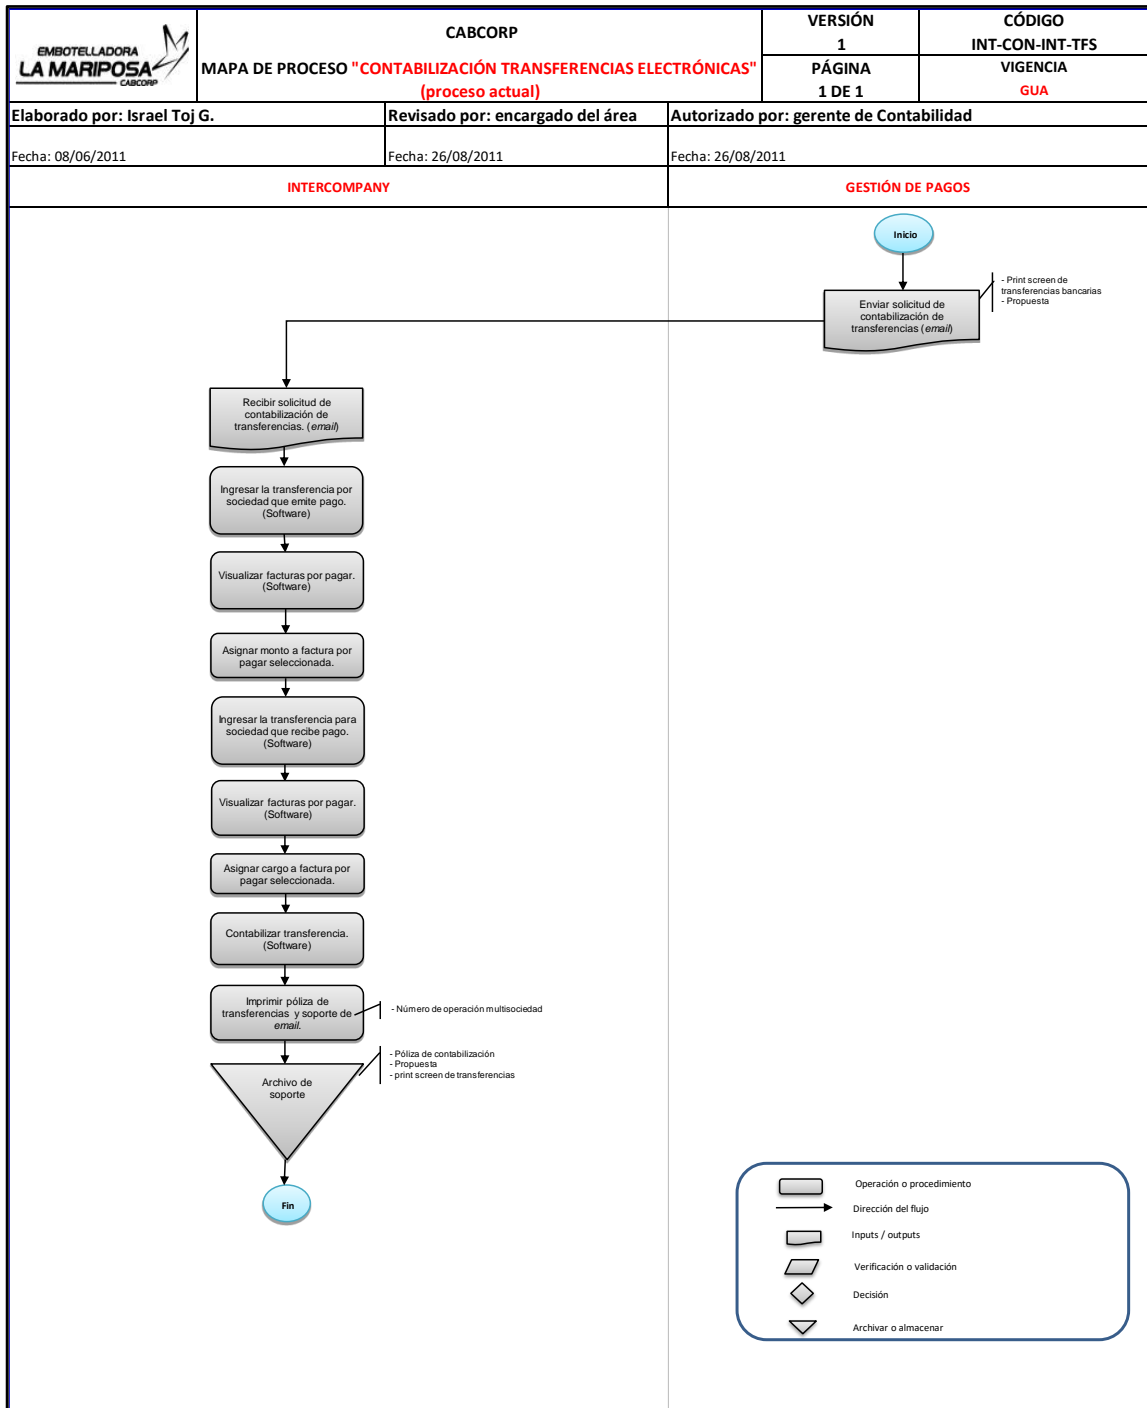 EMBOTELLADORA
LA MARIPOSA
CABCORP
CABCORP
MAPA DE PROCESO "CONTABILIZACIÓN TRANSFERENCIAS ELECTRÓNICAS"
(proceso actual)
VERSIÓN
1
CÓDIGO
INT-CON-INT-TFS
PÁGINA
1 DE 1
VIGENCIA
GUA
Elaborado por: Israel Toj G.
Revisado por: encargado del área
Autorizado por: gerente de Contabilidad
Fecha: 08/06/2011
Fecha: 26/08/2011
Fecha: 26/08/2011
INTERCOMPANY
GESTIÓN DE PAGOS
Inicio
Enviar solicitud de
contabilización de
transferencias (email)
- Print screen de
transferencias bancarias
- Propuesta
Recibir solicitud de
contabilización de
transferencias. (email)
Ingresar la transferencia por
sociedad que emite pago.
(Software)
Visualizar facturas por pagar.
(Software)
Asignar monto a factura por
pagar seleccionada.
Ingresar la transferencia para
sociedad que recibe pago.
(Software)
Visualizar facturas por pagar.
(Software)
Asignar cargo a factura por
pagar seleccionada.
Contabilizar transferencia.
(Software)
Imprimir póliza de
transferencias y soporte de
email.
- Número de operación multisociedad
Archivo de
soporte
- Póliza de contabilización
- Propuesta
- print screen de transferencias
Fin
Operación o procedimiento
Dirección del flujo
Inputs / outputs
Verificación o validación
Decisión
Archivar o almacenar